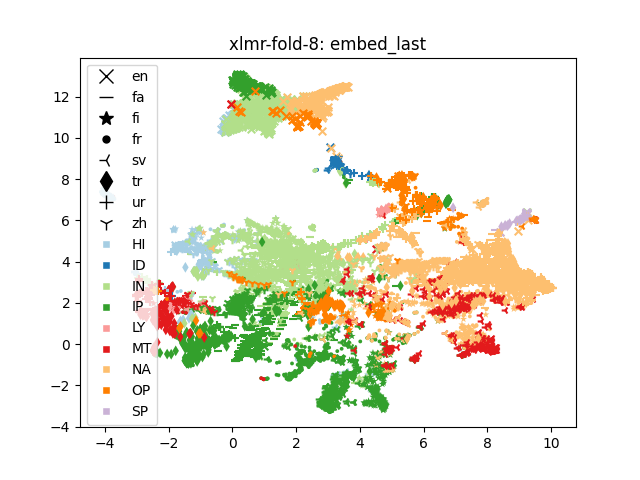 xlmr-fold-8: embed_last
12
10
8
6
4
2
0
−2
−4
−4
−2
0
2
4
6
8
10
en
fa
fi
fr
sv
tr
ur
zh
HI
ID
IN
IP
LY
MT
NA
OP
SP